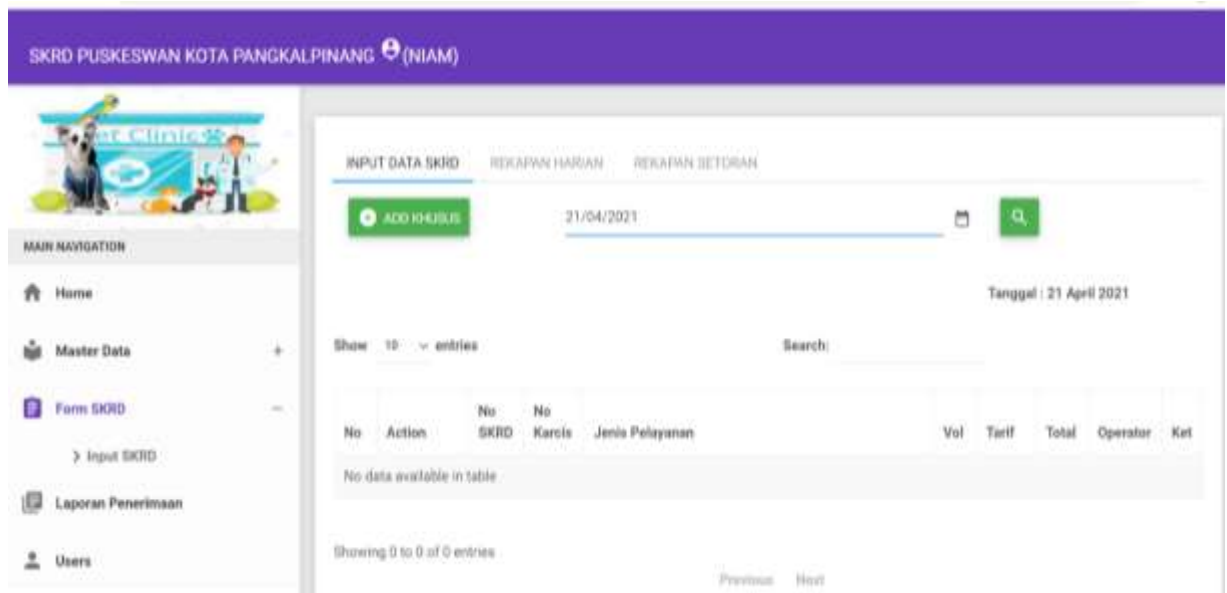 SKRD PUSKESWAN KOTA PANGKALPINANG (NIAM)
Pet Clinic
MAIN NAVIGATION
Home
Master Data +
Form SKRD −
> Input SKRD
Laporan Penerimaan
Users
INPUT DATA SKRD REKAPAN HARIAN REKAPAN SETORAN
ADD KHUSUS 21/04/2021
Tanggal : 21 April 2021
Show 10 entries Search:
No Action No SKRD No Karcis Jenis Pelayanan Vol Tarif Total Operator Ket
No data available in table
Showing 0 to 0 of 0 entries
Previous Next